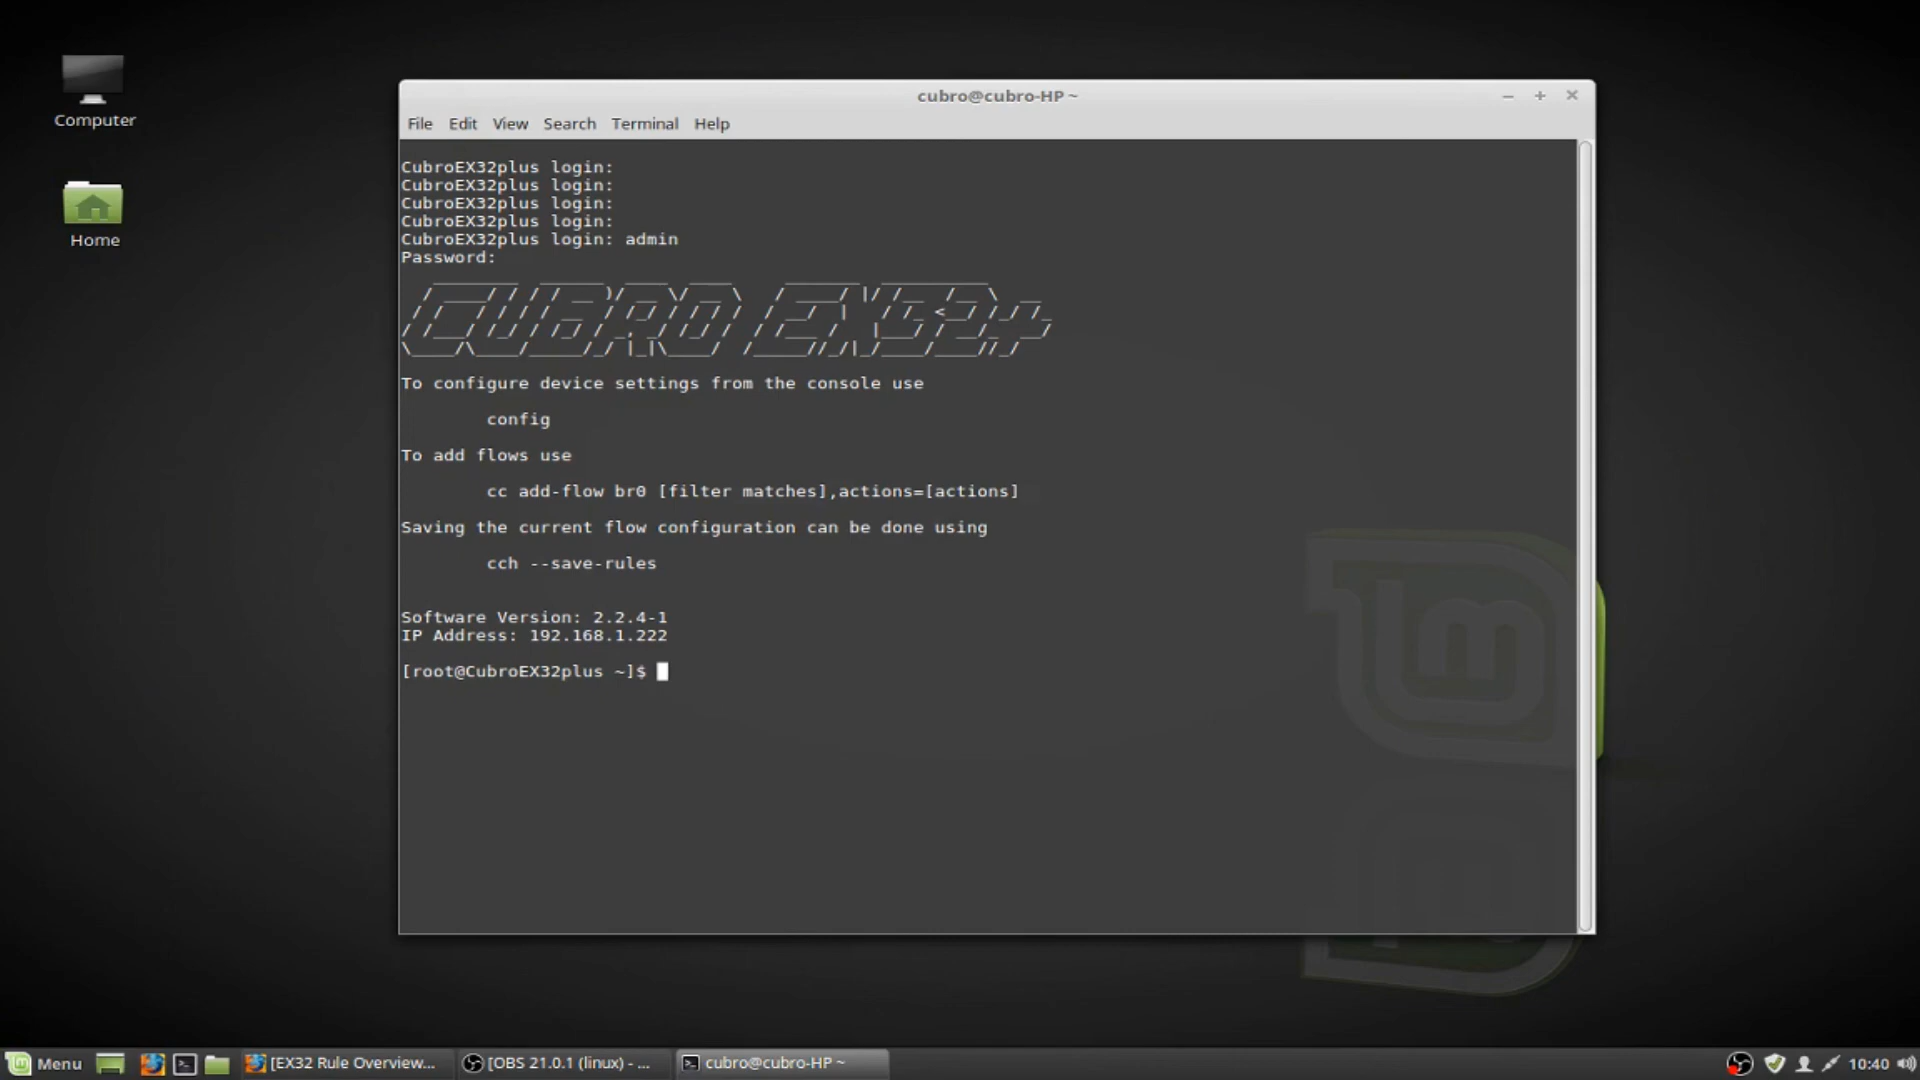 Computer
Home
cubro@cubro-HP ~
File Edit View Search Terminal Help
CubroEX32plus login:
CubroEX32plus login:
CubroEX32plus login:
CubroEX32plus login:
CubroEX32plus login: admin
Password:
CUBRO EX32+
To configure device settings from the console use
config
To add flows use
cc add-flow br0 [filter matches],actions=[actions]
Saving the current flow configuration can be done using
cch --save-rules
Software Version: 2.2.4-1
IP Address: 192.168.1.222
[root@CubroEX32plus ~]$
Menu [EX32 Rule Overview... [OBS 21.0.1 (linux) - ... cubro@cubro-HP ~ 10:40